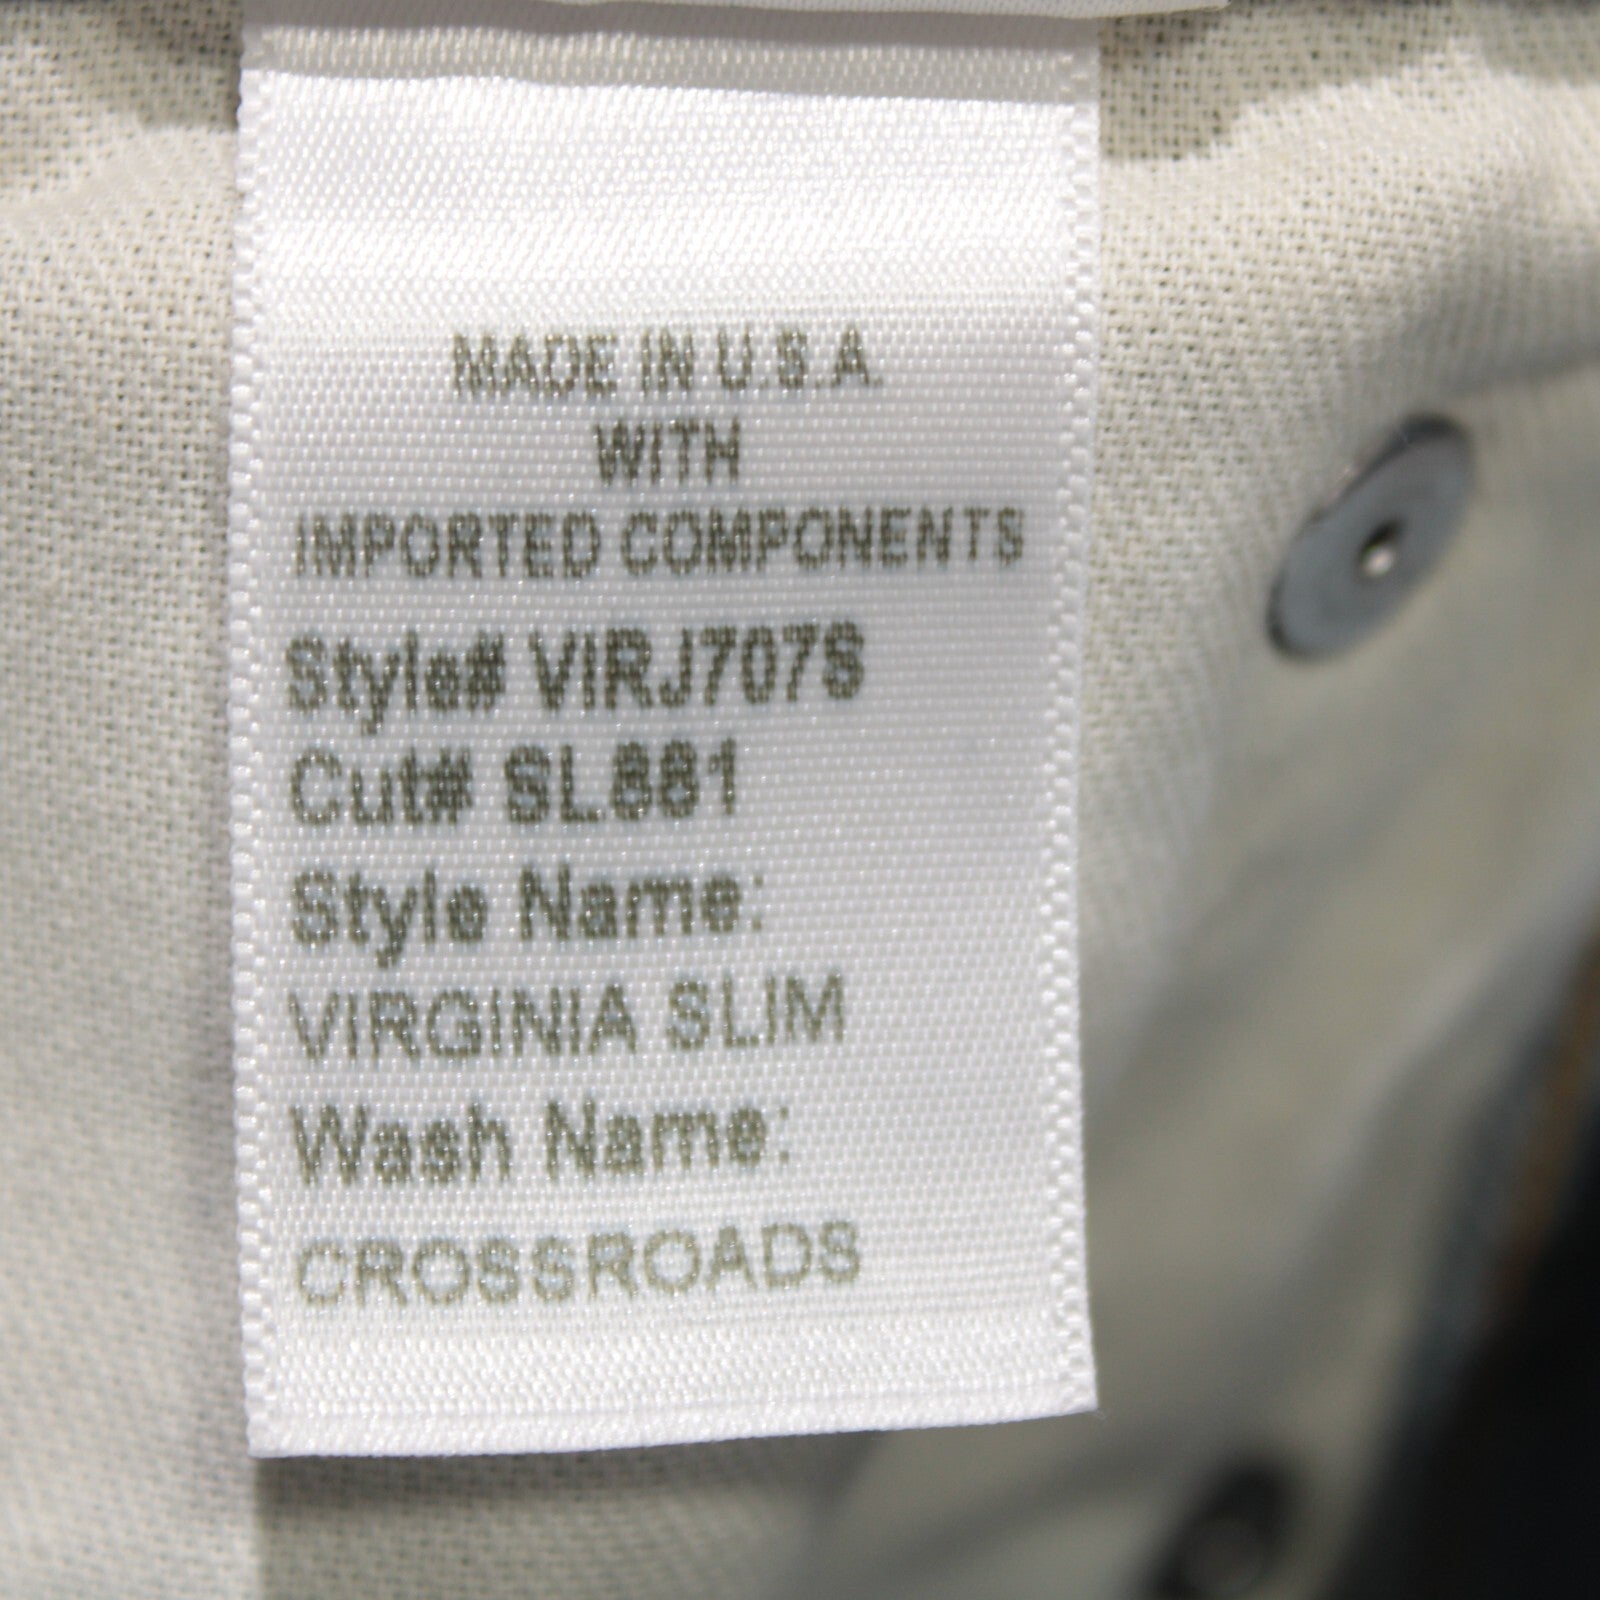 MADE IN U.S.A.
WITH
IMPORTED COMPONENTS
Style# VIRJ707S
Cut# SL881
Style Name:
VIRGINIA SLIM
Wash Name:
CROSSROADS